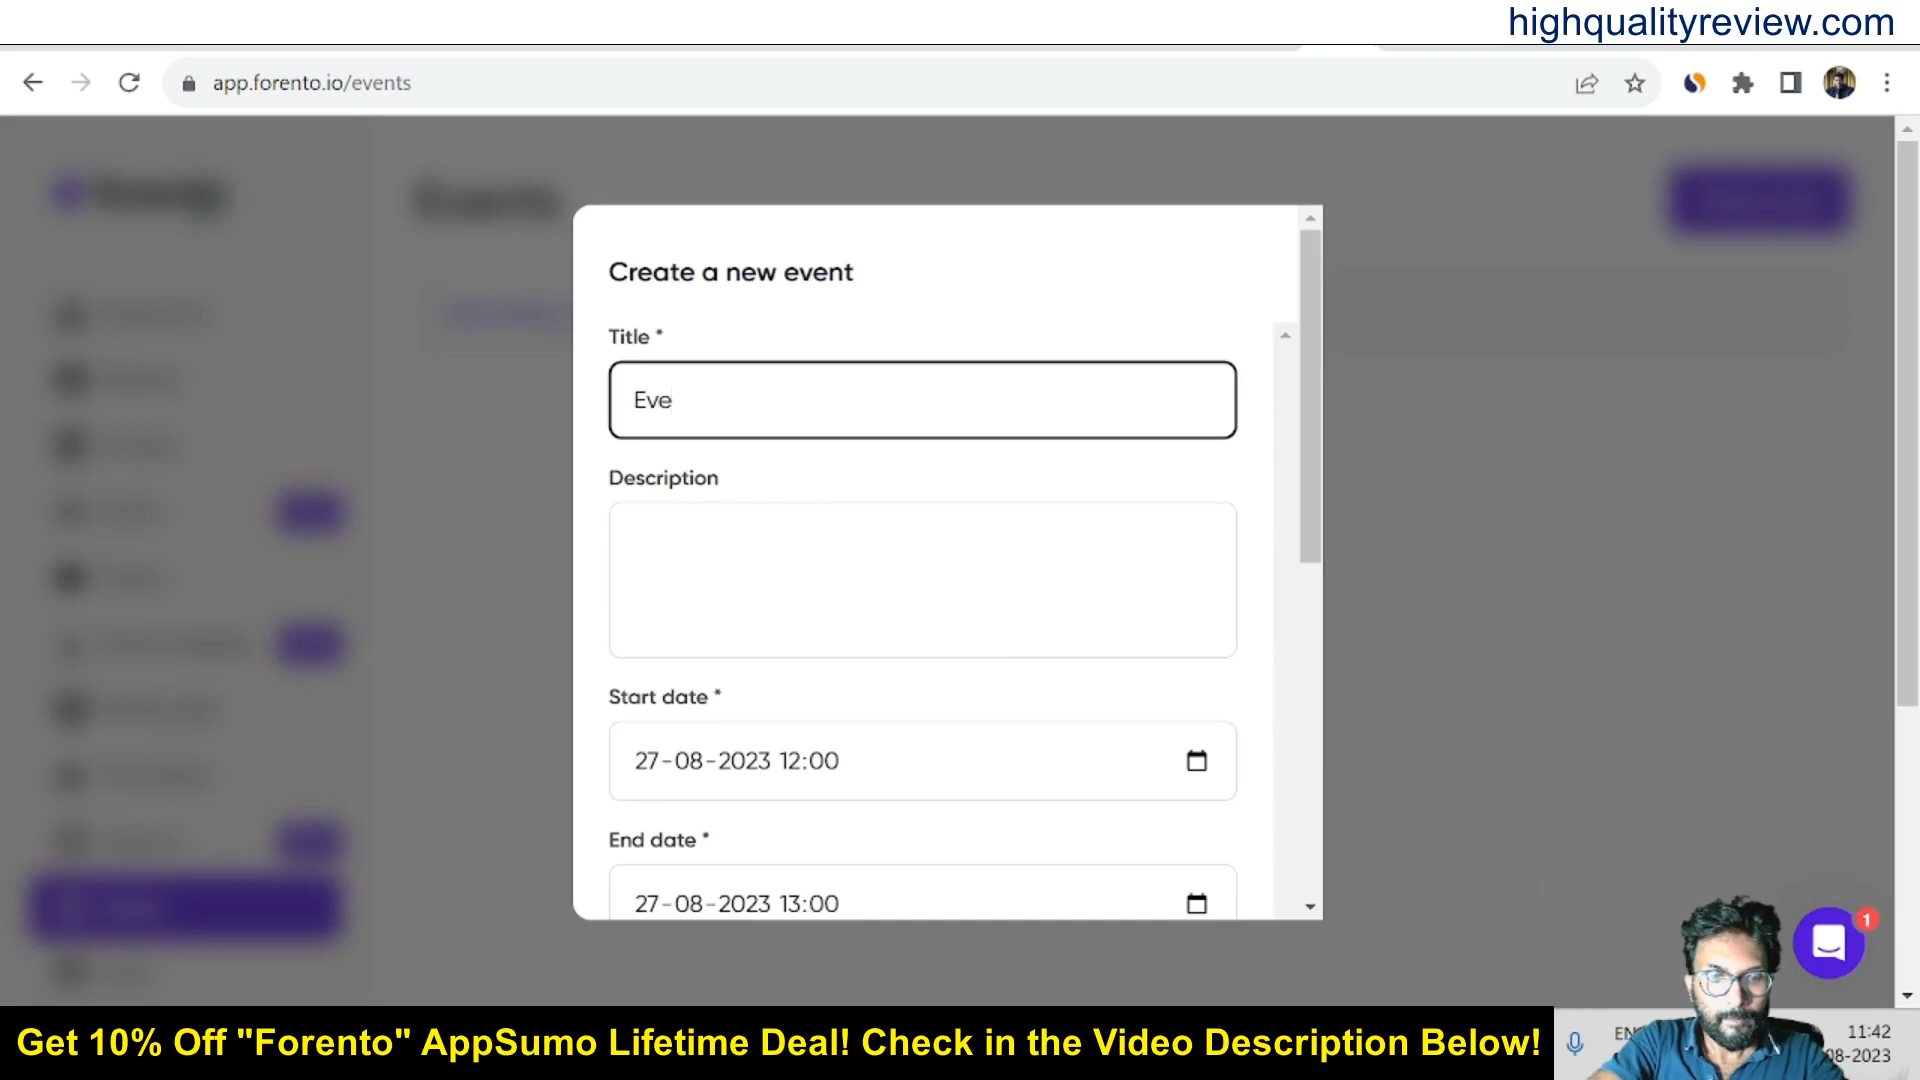 highqualityreview.com
app.forento.io/events
Events
Create a new event
Title *
Eve
Description
Start date *
27-08-2023 12:00
End date *
27-08-2023 13:00
1
Get 10% Off "Forento" AppSumo Lifetime Deal! Check in the Video Description Below!
11:42
08-2023